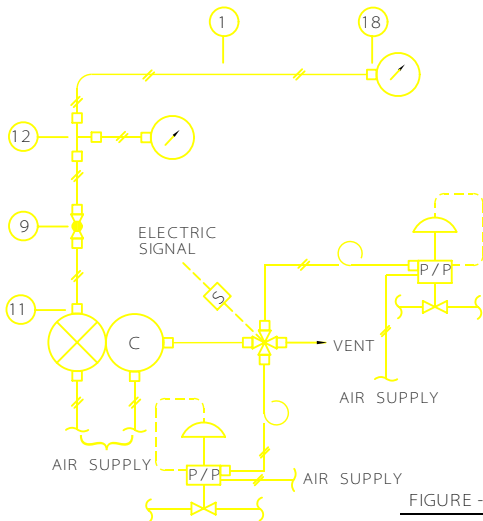 1
18
12
9
ELECTRIC
SIGNAL
P/P
11
S
C
VENT
AIR SUPPLY
AIR SUPPLY
P/P
AIR SUPPLY
FIGURE -